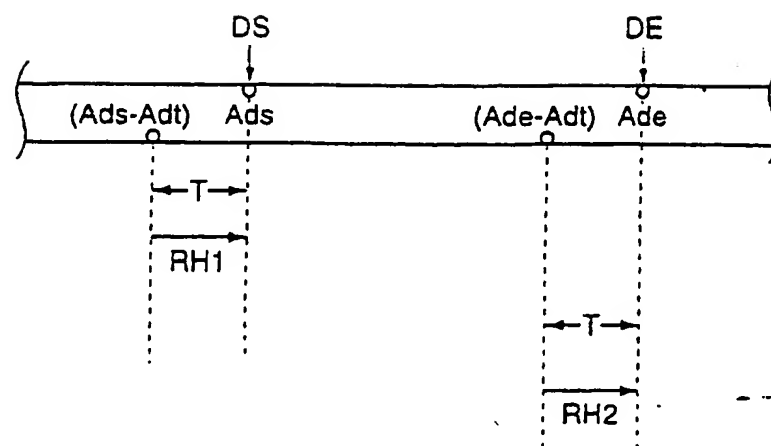 DS DE
(Ads-Adt) Ads (Ade-Adt) Ade
T
RH1
T
RH2